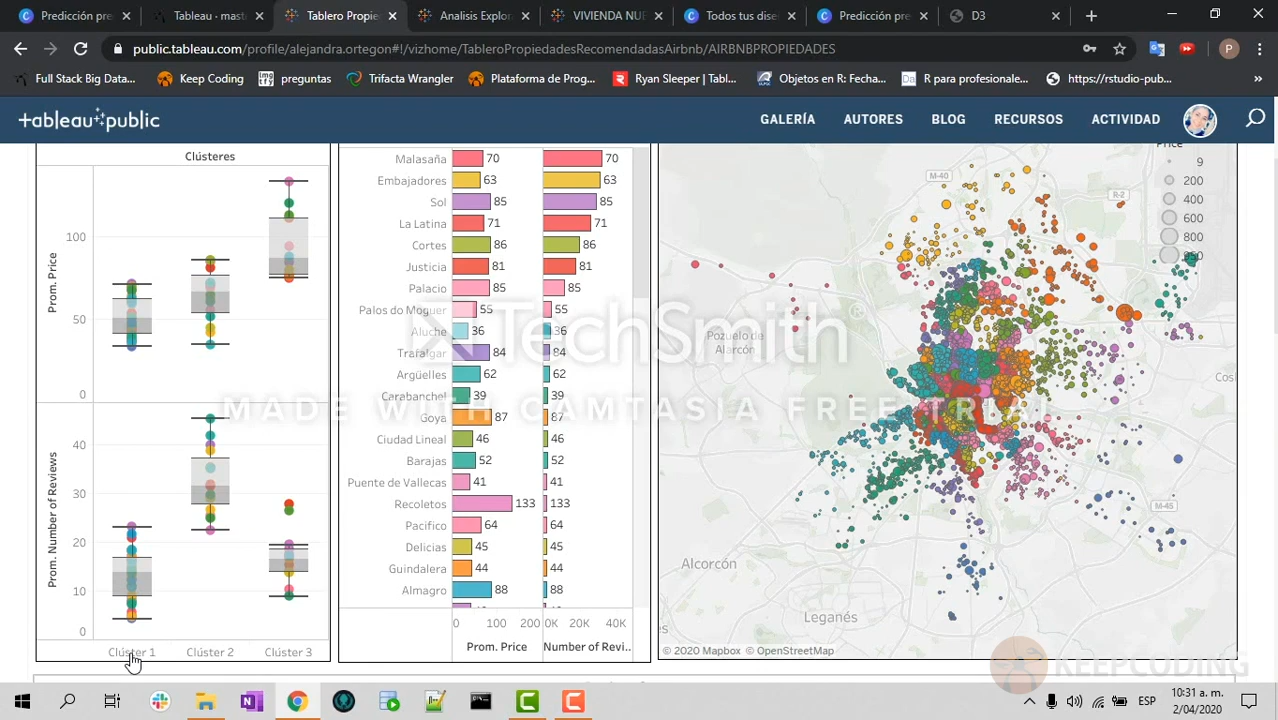 Tableau - mast
Tablero Propie
Analisis Explor
VIVIENDA NUE
Todos tus dise
Predicción pre
D3
public.tableau.com/profile/alejandra.ortegon#!/vizhome/TableroPropiedadesRecomendadasAirbnb/AIRBNBPROPIEDADES
P
Full Stack Big Data...
Keep Coding
preguntas
Trifacta Wrangler
Plataforma de Prog...
Ryan Sleeper | Tabl...
Objetos en R: Fecha...
R para profesionale...
https://rstudio-pub...
»
+ableau public
GALERÍA
AUTORES
BLOG
RECURSOS
ACTIVIDAD
Clústeres
Prom. Price
100
50
0
Prom. Number of Reviews
40
30
20
10
0
Clúster 1
Clúster 2
Clúster 3
Malasaña 70 70
Embajadores 63 63
Sol 85 85
La Latina 71 71
Cortes 86 86
Justicia 81 81
Palacio 85 85
Palos do Moguer 55 55
Aluche 36 36
Trafalgar 84 84
Argüelles 62 62
Carabanchel 39 39
Goya 87 87
Ciudad Lineal 46 46
Barajas 52 52
Puente de Vallecas 41 41
Recoletos 133 133
Pacifico 64 64
Delicias 45 45
Guindalera 44 44
Almagro 88 88
0 100 200 0K 20K 40K
Prom. Price
Number of Revi..
Price
9
200
400
600
800
950
M-40
R-2
Pozuelo de
Alarcón
Cos
M-45
Alcorcón
Leganés
© 2020 Mapbox © OpenStreetMap
TechSmith
MADE WITH CAMTASIA FREE TRIAL
KEEPCODING
ESP
0:31 a. m.
2/04/2020